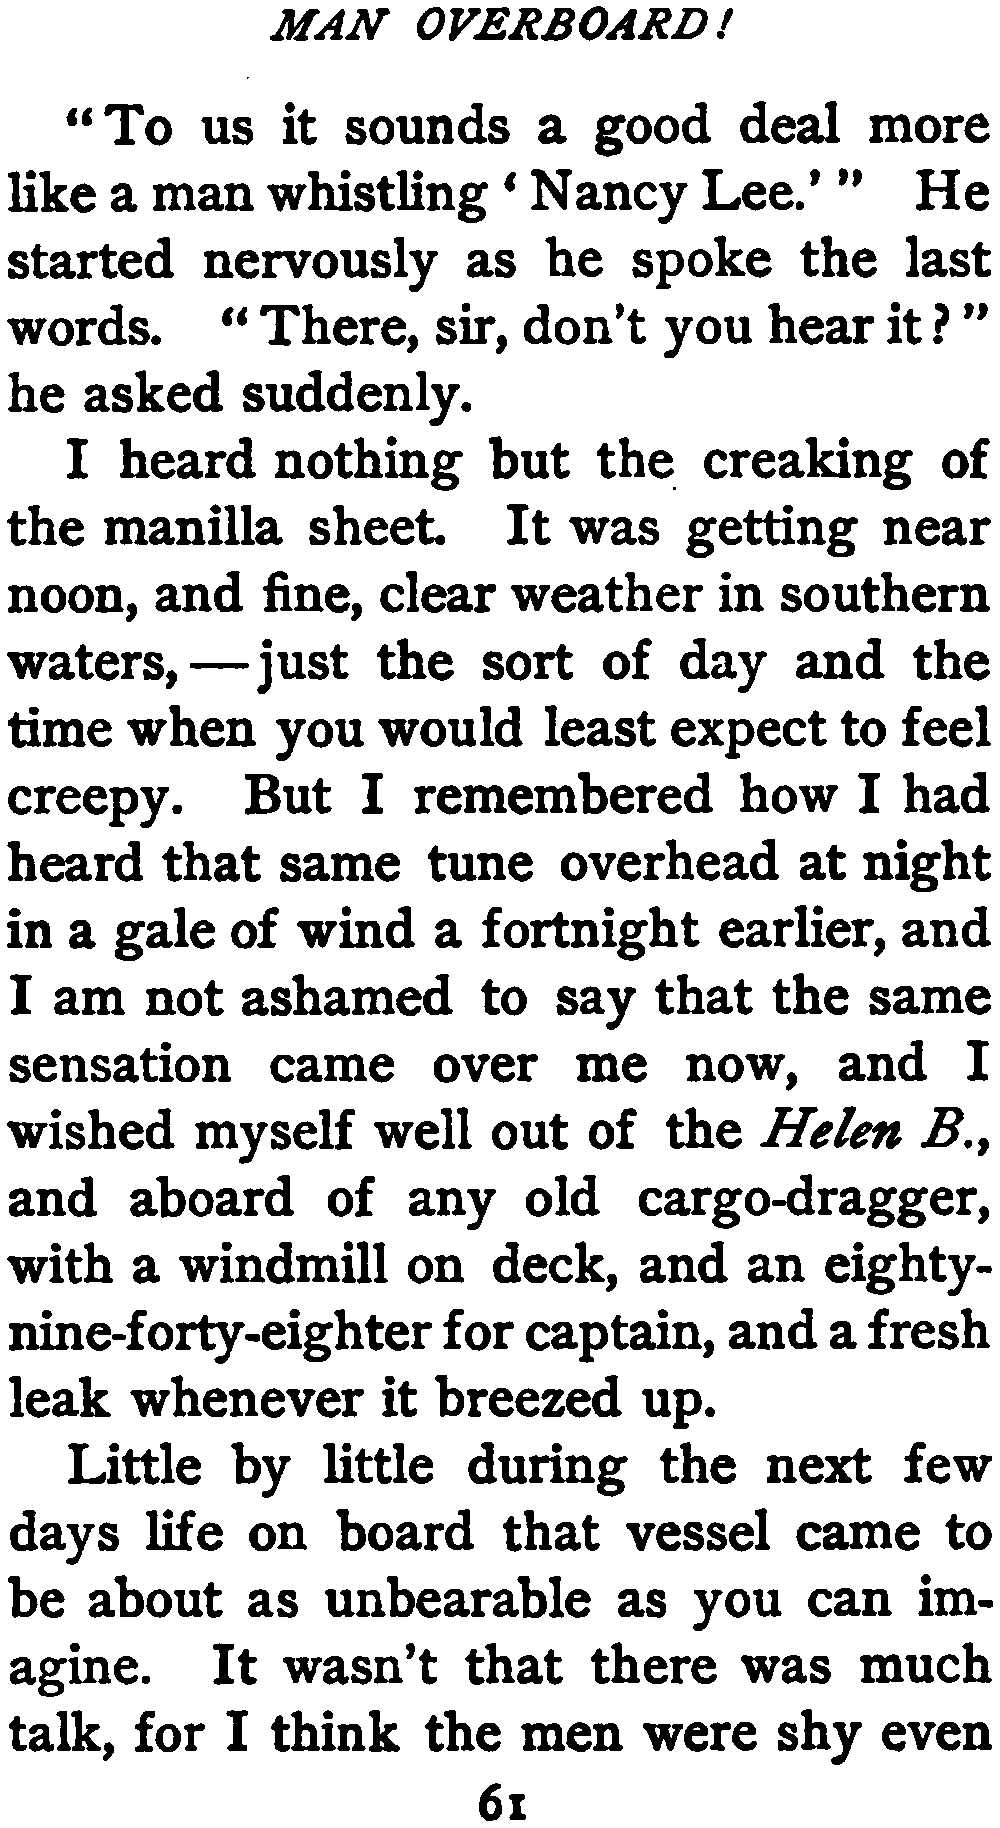 MAN OVERBOARD!
“To us it sounds a good deal more
like a man whistling ‘Nancy Lee.’” He
started nervously as he spoke the last
words. “There, sir, don’t you hear it?”
he asked suddenly.
I heard nothing but the creaking of
the manilla sheet. It was getting near
noon, and fine, clear weather in southern
waters,—just the sort of day and the
time when you would least expect to feel
creepy. But I remembered how I had
heard that same tune overhead at night
in a gale of wind a fortnight earlier, and
I am not ashamed to say that the same
sensation came over me now, and I
wished myself well out of the Helen B.,
and aboard of any old cargo-dragger,
with a windmill on deck, and an eighty-
nine-forty-eighter for captain, and a fresh
leak whenever it breezed up.
Little by little during the next few
days life on board that vessel came to
be about as unbearable as you can im-
agine. It wasn’t that there was much
talk, for I think the men were shy even
61